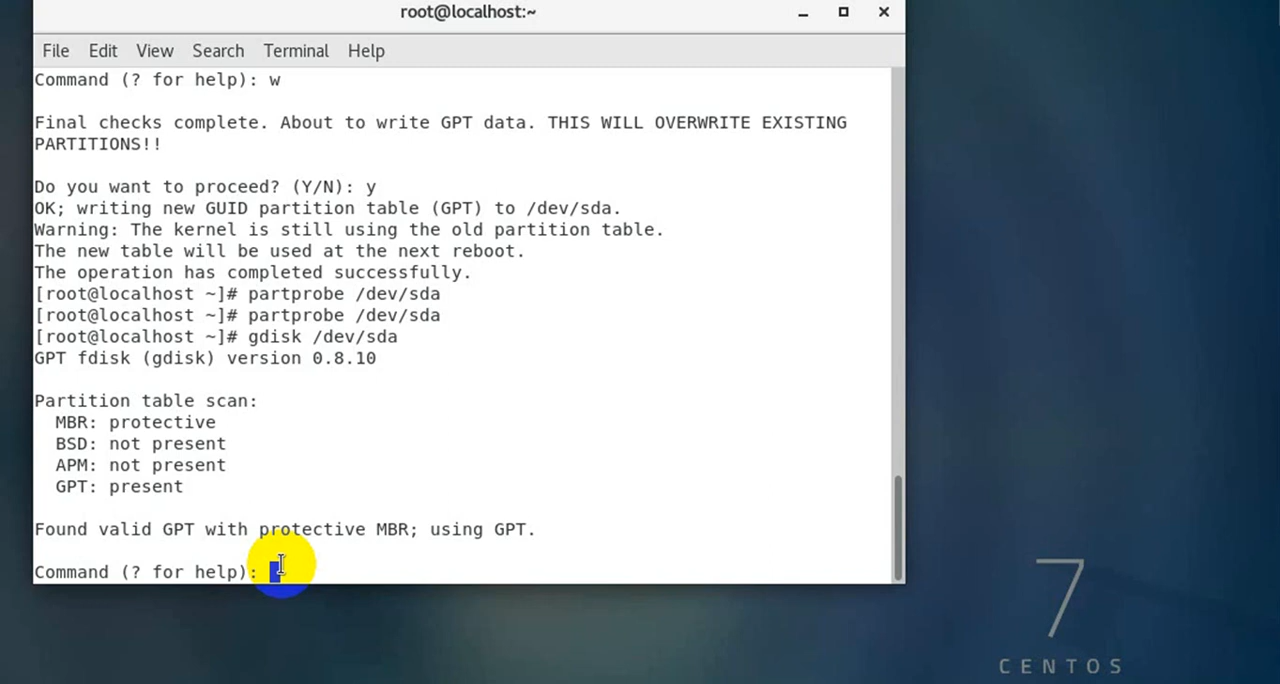 root@localhost:~
File Edit View Search Terminal Help
Command (? for help): w
Final checks complete. About to write GPT data. THIS WILL OVERWRITE EXISTING
PARTITIONS!!
Do you want to proceed? (Y/N): y
OK; writing new GUID partition table (GPT) to /dev/sda.
Warning: The kernel is still using the old partition table.
The new table will be used at the next reboot.
The operation has completed successfully.
[root@localhost ~]# partprobe /dev/sda
[root@localhost ~]# partprobe /dev/sda
[root@localhost ~]# gdisk /dev/sda
GPT fdisk (gdisk) version 0.8.10
Partition table scan:
MBR: protective
BSD: not present
APM: not present
GPT: present
Found valid GPT with protective MBR; using GPT.
Command (? for help):
7
CENTOS